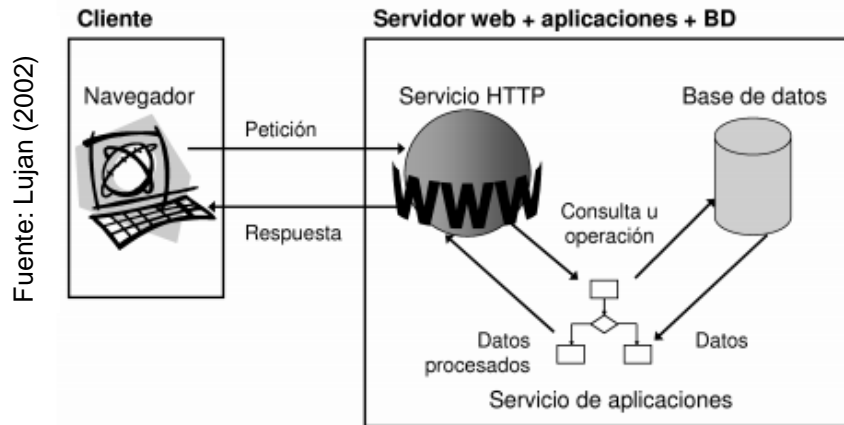 Fuente: Lujan (2002)
Cliente
Servidor web + aplicaciones + BD
Navegador
Servicio HTTP
Base de datos
Petición
WWW
Respuesta
Consulta u
operación
Datos
procesados
Datos
Servicio de aplicaciones